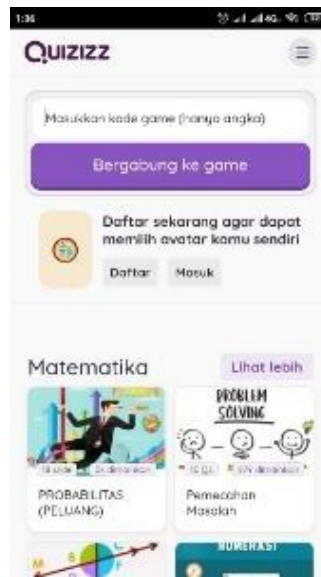 1:36
4G
QUIZIZZ
Masukkan kode game (hanya angka)
Bergabung ke game
Daftar sekarang agar dapat
memilih avatar kamu sendiri
Daftar Masuk
Matematika Lihat lebih
PROBLEM
SOLVING
PROBABILITAS
(PELUANG)
Pemecahan
Masalah
NUMERASI
M B C F